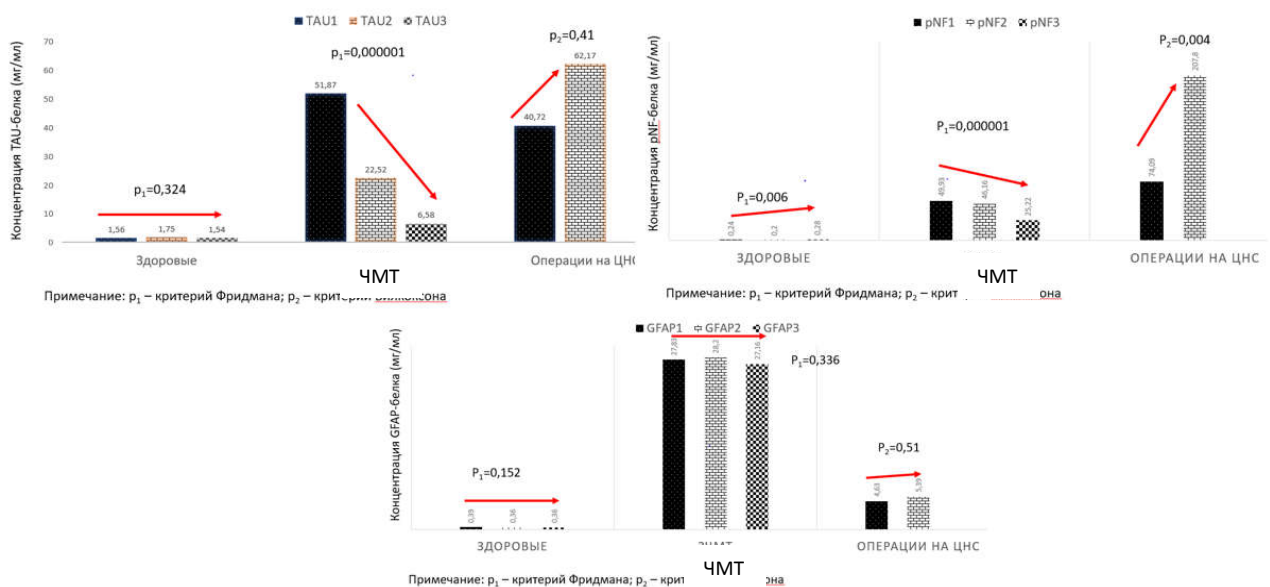 TAU1 TAU2 TAU3
Концентрация TAU-белка (мг/мл)
70
60
50
40
30
20
10
0
p₁=0,324
1,56 1,75 1,54
Здоровые
p₁=0,000001
51,87
22,52
6,58
ЧМТ
p₂=0,41
40,72
62,17
Операции на ЦНС
Примечание: p₁ – критерий Фридмана; p₂ – критерий
pNF1 pNF2 pNF3
Концентрация pNF-белка (мг/мл)
P₁=0,006
0,24 0,2 0,28
ЗДОРОВЫЕ
P₁=0,000001
49,93 46,16 25,22
ЧМТ
P₂=0,004
74,09 207,8
ОПЕРАЦИИ НА ЦНС
Примечание: p₁ – критерий Фридмана; p₂ – крит она
GFAP1 GFAP2 GFAP3
Концентрация GFAP-белка (мг/мл)
P₁=0,152
0,39 0,36 0,38
ЗДОРОВЫЕ
28,2 27,16
P₁=0,336
ЧМТ
P₂=0,51
4,63 5,39
ОПЕРАЦИИ НА ЦНС
Примечание: p₁ – критерий Фридмана; p₂ – крит она